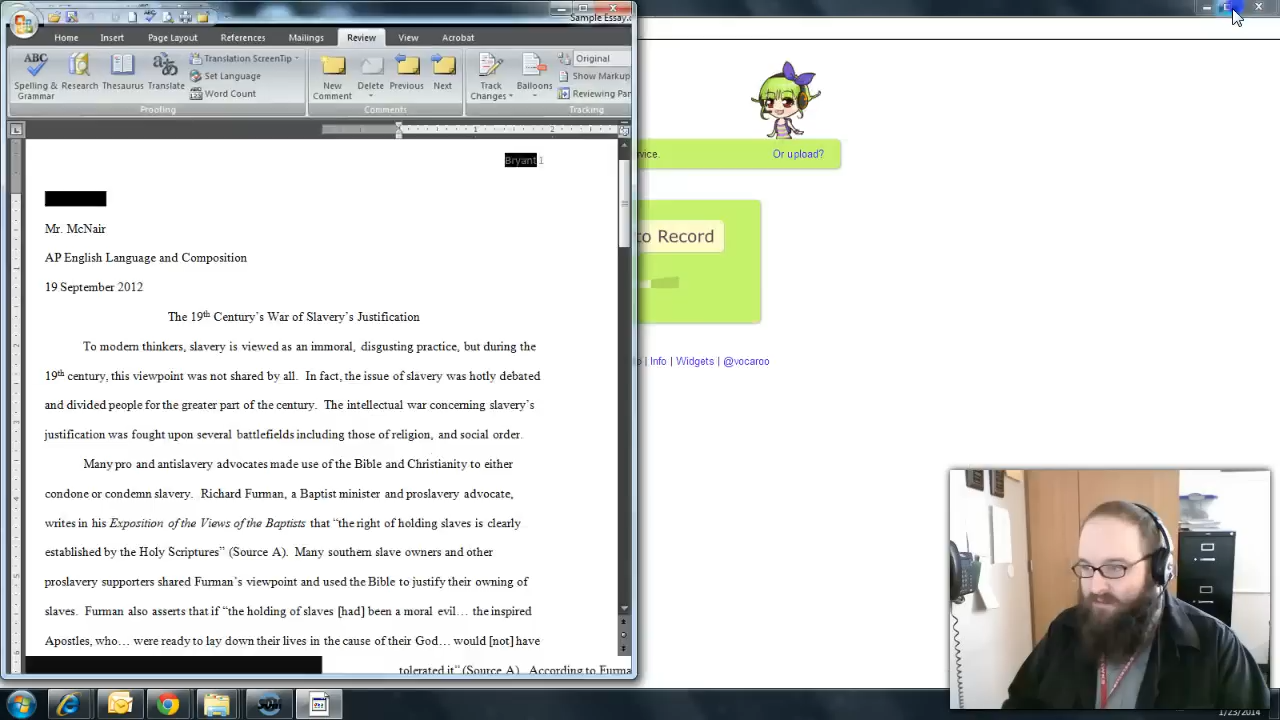 Sample Essay.
Home Insert Page Layout References Mailings Review View Acrobat
ABC
Spelling & Grammar
Research
Thesaurus
Translate
Translation ScreenTip
Set Language
Word Count
Proofing
New Comment
Delete
Previous
Next
Comments
Track Changes
Balloons
Original
Show Markup
Reviewing Pan
Tracking
1 2
Bryant 1
Mr. McNair
AP English Language and Composition
19 September 2012
The 19th Century’s War of Slavery’s Justification
To modern thinkers, slavery is viewed as an immoral, disgusting practice, but during the
19th century, this viewpoint was not shared by all. In fact, the issue of slavery was hotly debated
and divided people for the greater part of the century. The intellectual war concerning slavery’s
justification was fought upon several battlefields including those of religion, and social order.
Many pro and antislavery advocates made use of the Bible and Christianity to either
condone or condemn slavery. Richard Furman, a Baptist minister and proslavery advocate,
writes in his Exposition of the Views of the Baptists that “the right of holding slaves is clearly
established by the Holy Scriptures” (Source A). Many southern slave owners and other
proslavery supporters shared Furman’s viewpoint and used the Bible to justify their owning of
slaves. Furman also asserts that if “the holding of slaves [had] been a moral evil… the inspired
Apostles, who… were ready to lay down their lives in the cause of their God… would [not] have
tolerated it” (Source A). According to Furma
rvice.
Or upload?
to Record
Info | Widgets | @vocaroo
1/23/2014